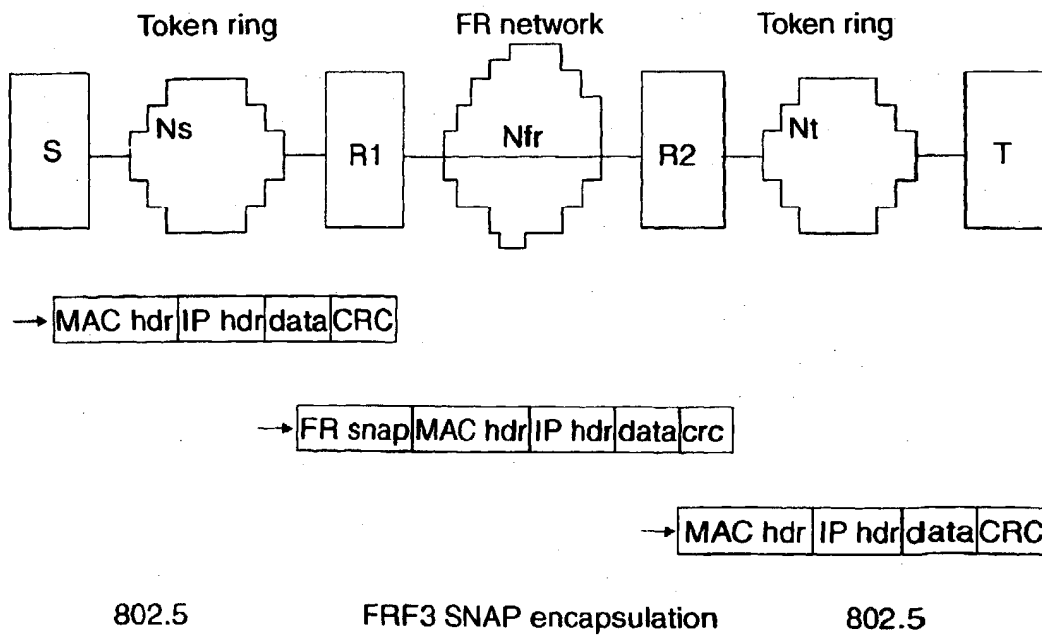 Token ring FR network Token ring
S Ns R1 Nfr R2 Nt T
MAC hdr IP hdr data CRC
FR snap MAC hdr IP hdr data crc
MAC hdr IP hdr data CRC
802.5 FRF3 SNAP encapsulation 802.5